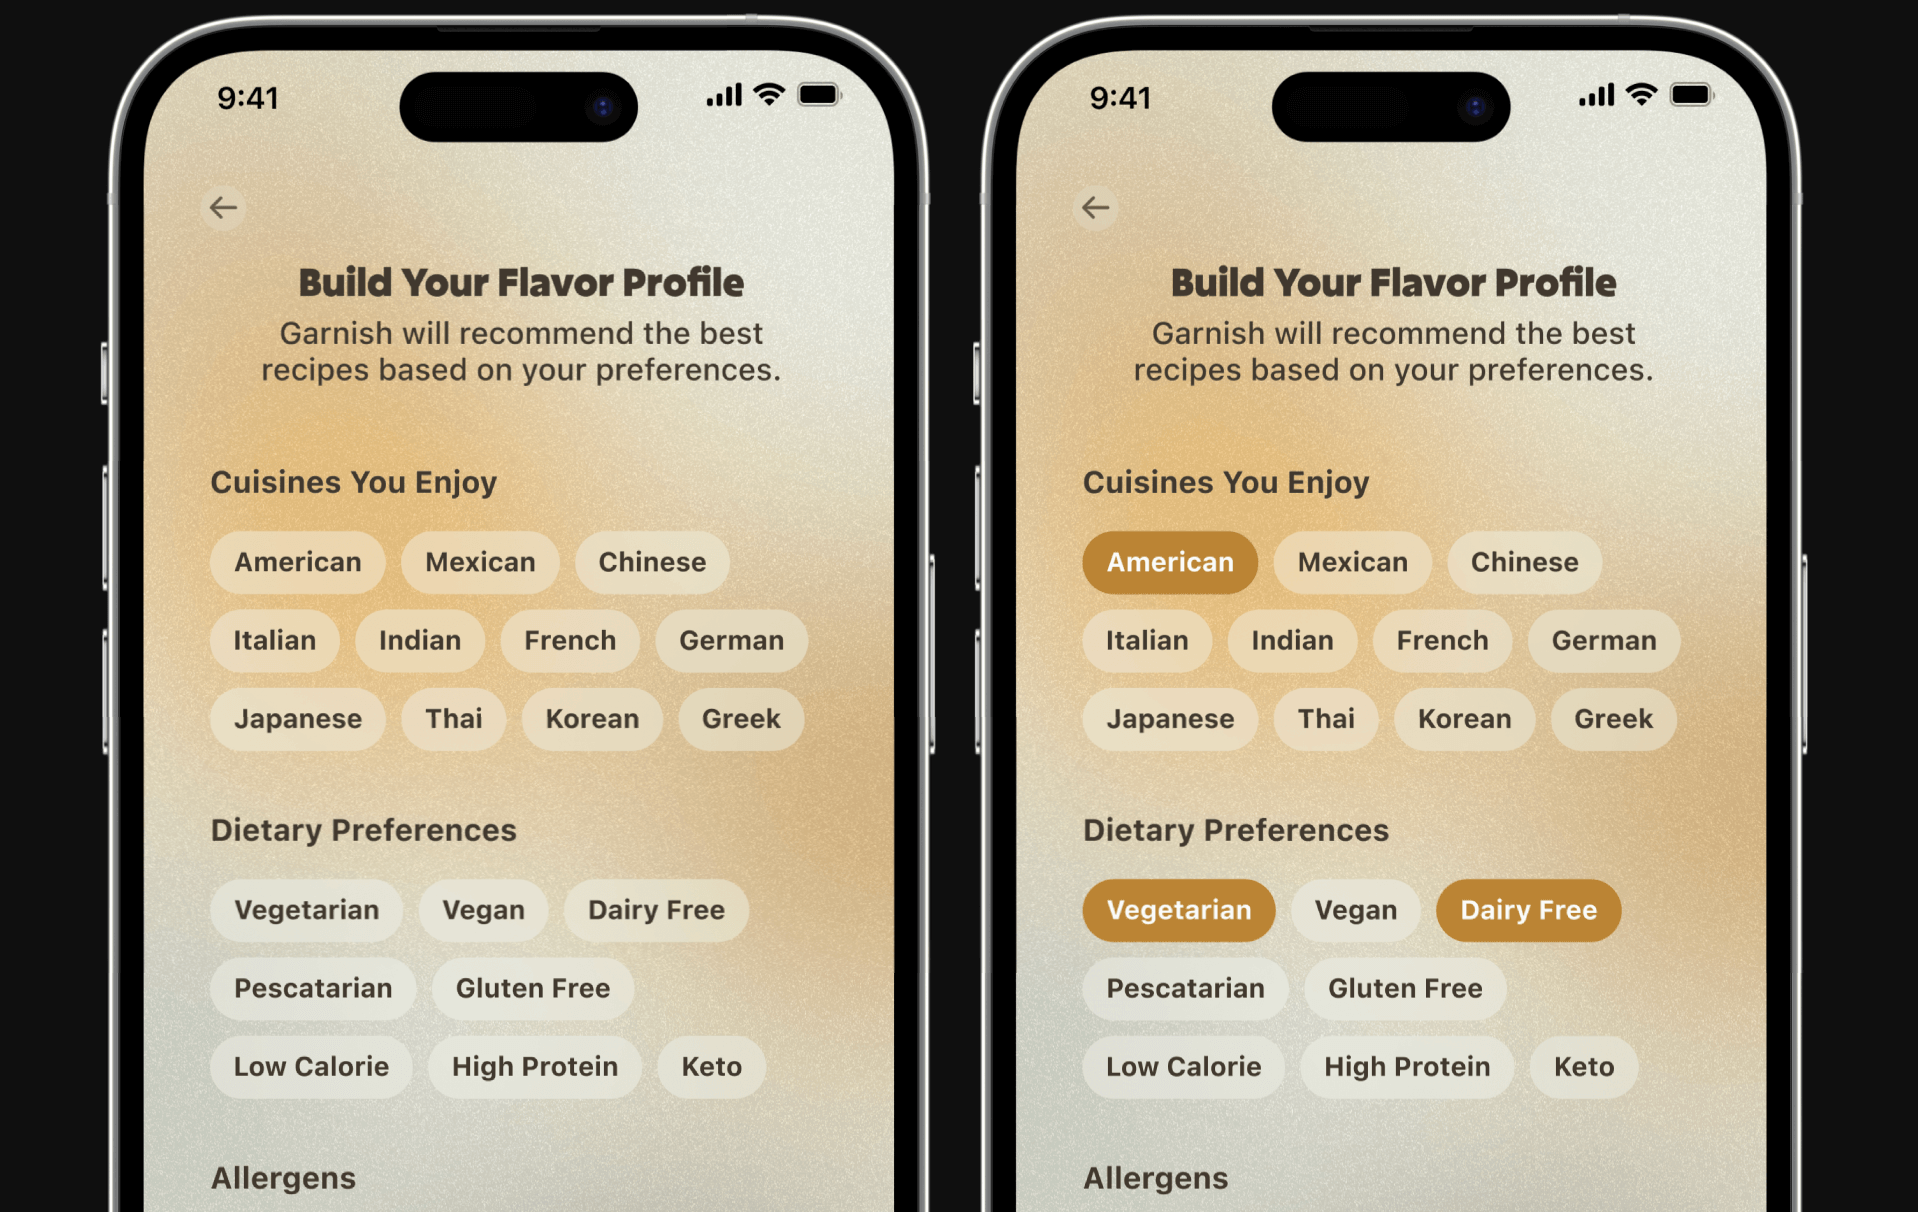 9:41
Build Your Flavor Profile
Garnish will recommend the best
recipes based on your preferences.
Cuisines You Enjoy
American Mexican Chinese
Italian Indian French German
Japanese Thai Korean Greek
Dietary Preferences
Vegetarian Vegan Dairy Free
Pescatarian Gluten Free
Low Calorie High Protein Keto
Allergens
9:41
Build Your Flavor Profile
Garnish will recommend the best
recipes based on your preferences.
Cuisines You Enjoy
American Mexican Chinese
Italian Indian French German
Japanese Thai Korean Greek
Dietary Preferences
Vegetarian Vegan Dairy Free
Pescatarian Gluten Free
Low Calorie High Protein Keto
Allergens